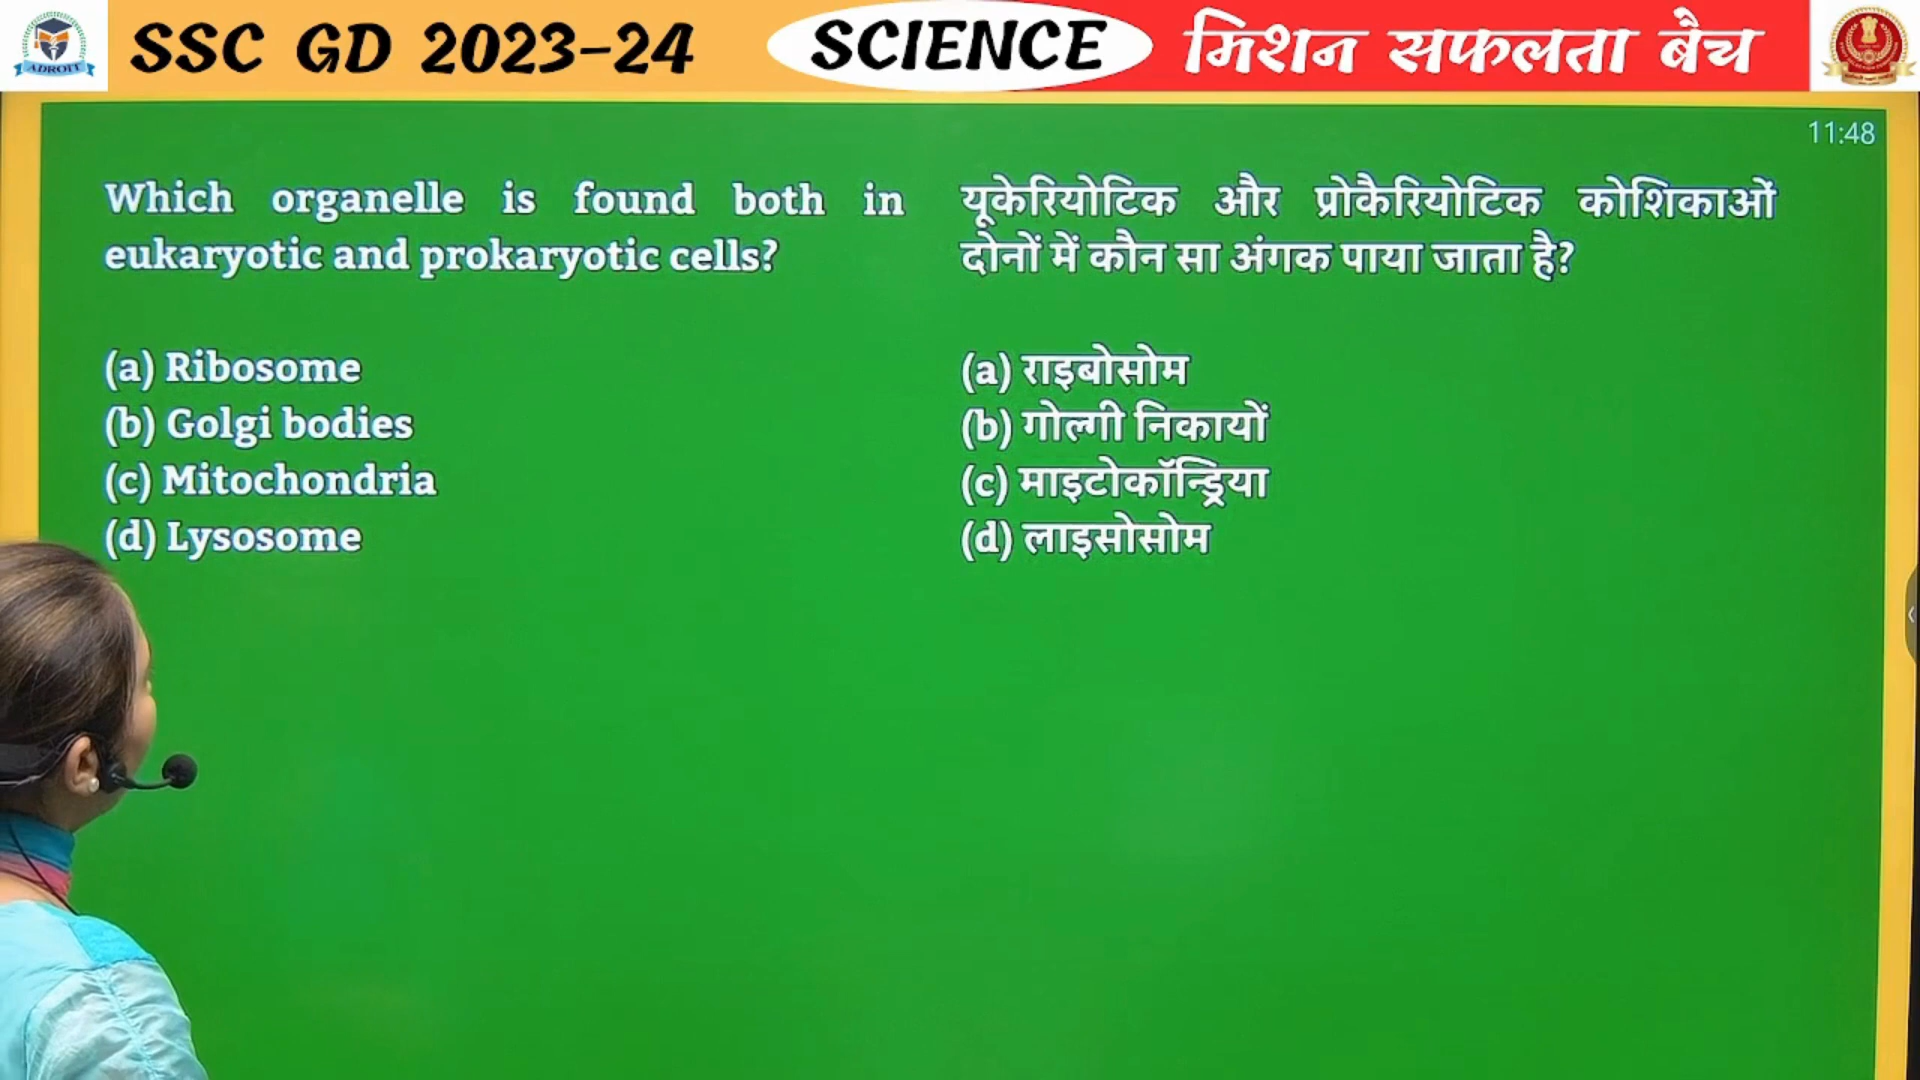 ADROIT
SSC GD 2023-24
SCIENCE
मिशन सफलता बैच
11:48
Which organelle is found both in
eukaryotic and prokaryotic cells?
(a) Ribosome
(b) Golgi bodies
(c) Mitochondria
(d) Lysosome
यूकेरियोटिक और प्रोकैरियोटिक कोशिकाओं
दोनों में कौन सा अंगक पाया जाता है?
(a) राइबोसोम
(b) गोल्गी निकायों
(c) माइटोकॉन्ड्रिया
(d) लाइसोसोम